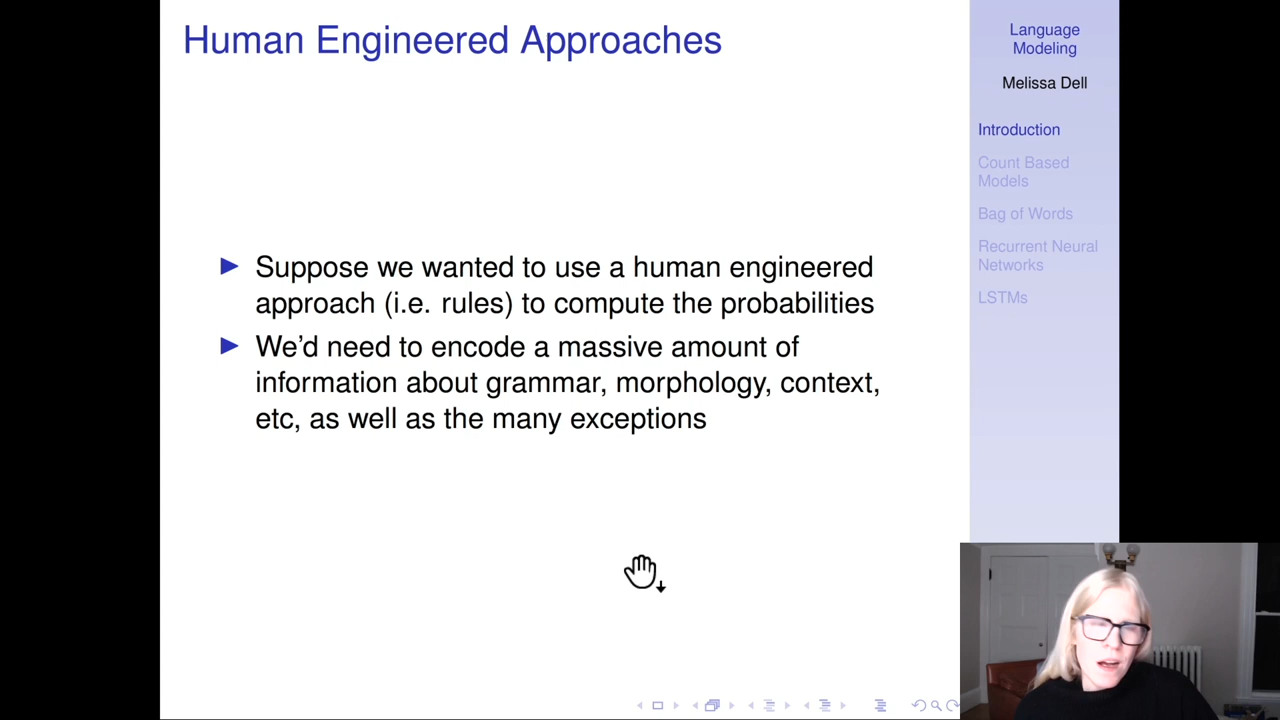 Human Engineered Approaches
Suppose we wanted to use a human engineered
approach (i.e. rules) to compute the probabilities
We'd need to encode a massive amount of
information about grammar, morphology, context,
etc, as well as the many exceptions
Language
Modeling
Melissa Dell
Introduction
Count Based
Models
Bag of Words
Recurrent Neural
Networks
LSTMs